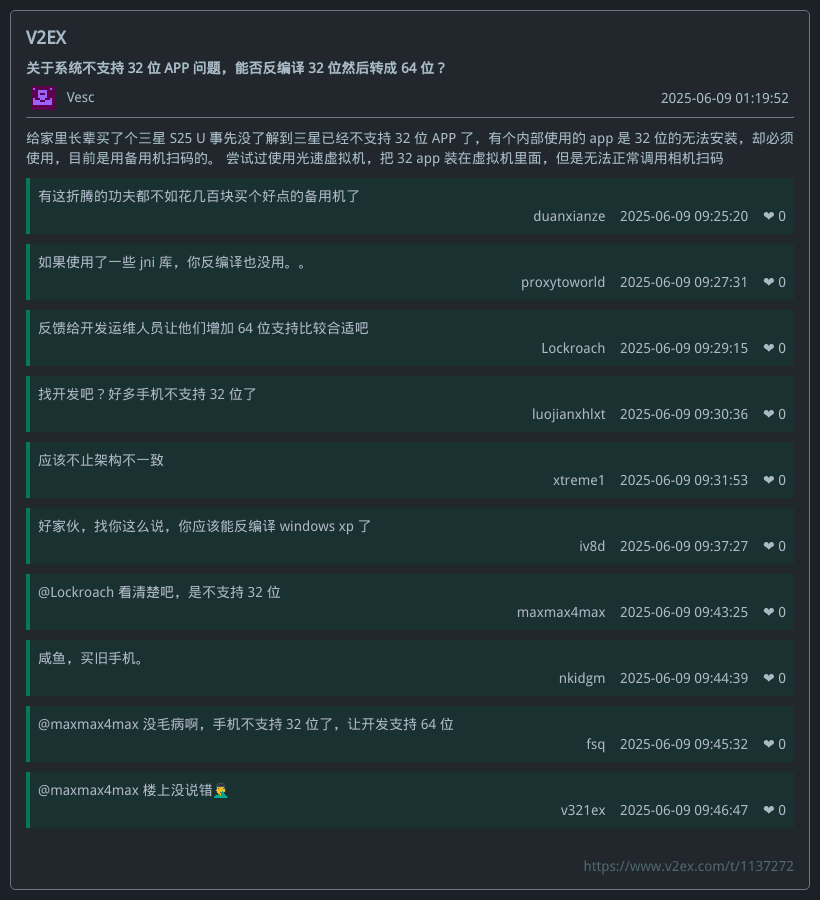 V2EX
关于系统不支持 32 位 APP 问题，能否反编译 32 位然后转成 64 位？
Vesc
2025-06-09 01:19:52
给家里长辈买了个三星 S25 U 事先没了解到三星已经不支持 32 位 APP 了，有个内部使用的 app 是 32 位的无法安装，却必须
使用，目前是用备用机扫码的。 尝试过使用光速虚拟机，把 32 app 装在虚拟机里面，但是无法正常调用相机扫码
有这折腾的功夫都不如花几百块买个好点的备用机了
duanxianze 2025-06-09 09:25:20 ❤ 0
如果使用了一些 jni 库，你反编译也没用。。
proxytoworld 2025-06-09 09:27:31 ❤ 0
反馈给开发运维人员让他们增加 64 位支持比较合适吧
Lockroach 2025-06-09 09:29:15 ❤ 0
找开发吧？好多手机不支持 32 位了
luojianxhlxt 2025-06-09 09:30:36 ❤ 0
应该不止架构不一致
xtreme1 2025-06-09 09:31:53 ❤ 0
好家伙，找你这么说，你应该能反编译 windows xp 了
iv8d 2025-06-09 09:37:27 ❤ 0
@Lockroach 看清楚吧，是不支持 32 位
maxmax4max 2025-06-09 09:43:25 ❤ 0
咸鱼，买旧手机。
nkidgm 2025-06-09 09:44:39 ❤ 0
@maxmax4max 没毛病啊，手机不支持 32 位了，让开发支持 64 位
fsq 2025-06-09 09:45:32 ❤ 0
@maxmax4max 楼上没说错🤦‍♂️
v321ex 2025-06-09 09:46:47 ❤ 0
https://www.v2ex.com/t/1137272